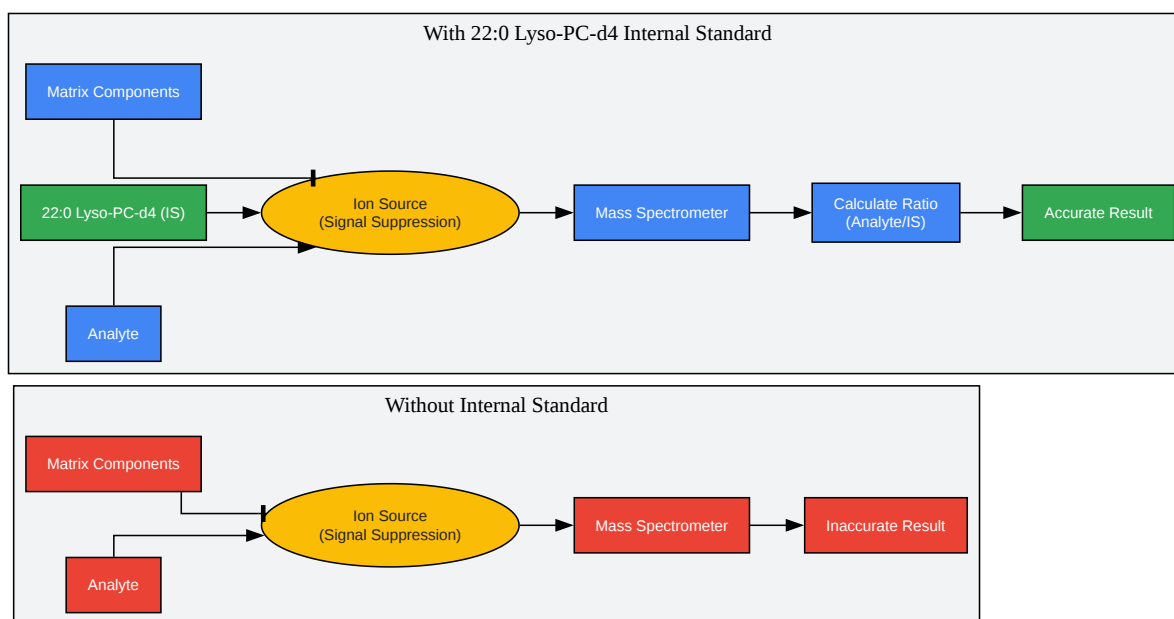 With 22:0 Lyso-PC-d4 Internal Standard
Matrix Components
22:0 Lyso-PC-d4 (IS)
Analyte
Ion Source
(Signal Suppression)
Mass Spectrometer
Calculate Ratio
(Analyte/IS)
Accurate Result
Without Internal Standard
Matrix Components
Analyte
Ion Source
(Signal Suppression)
Mass Spectrometer
Inaccurate Result